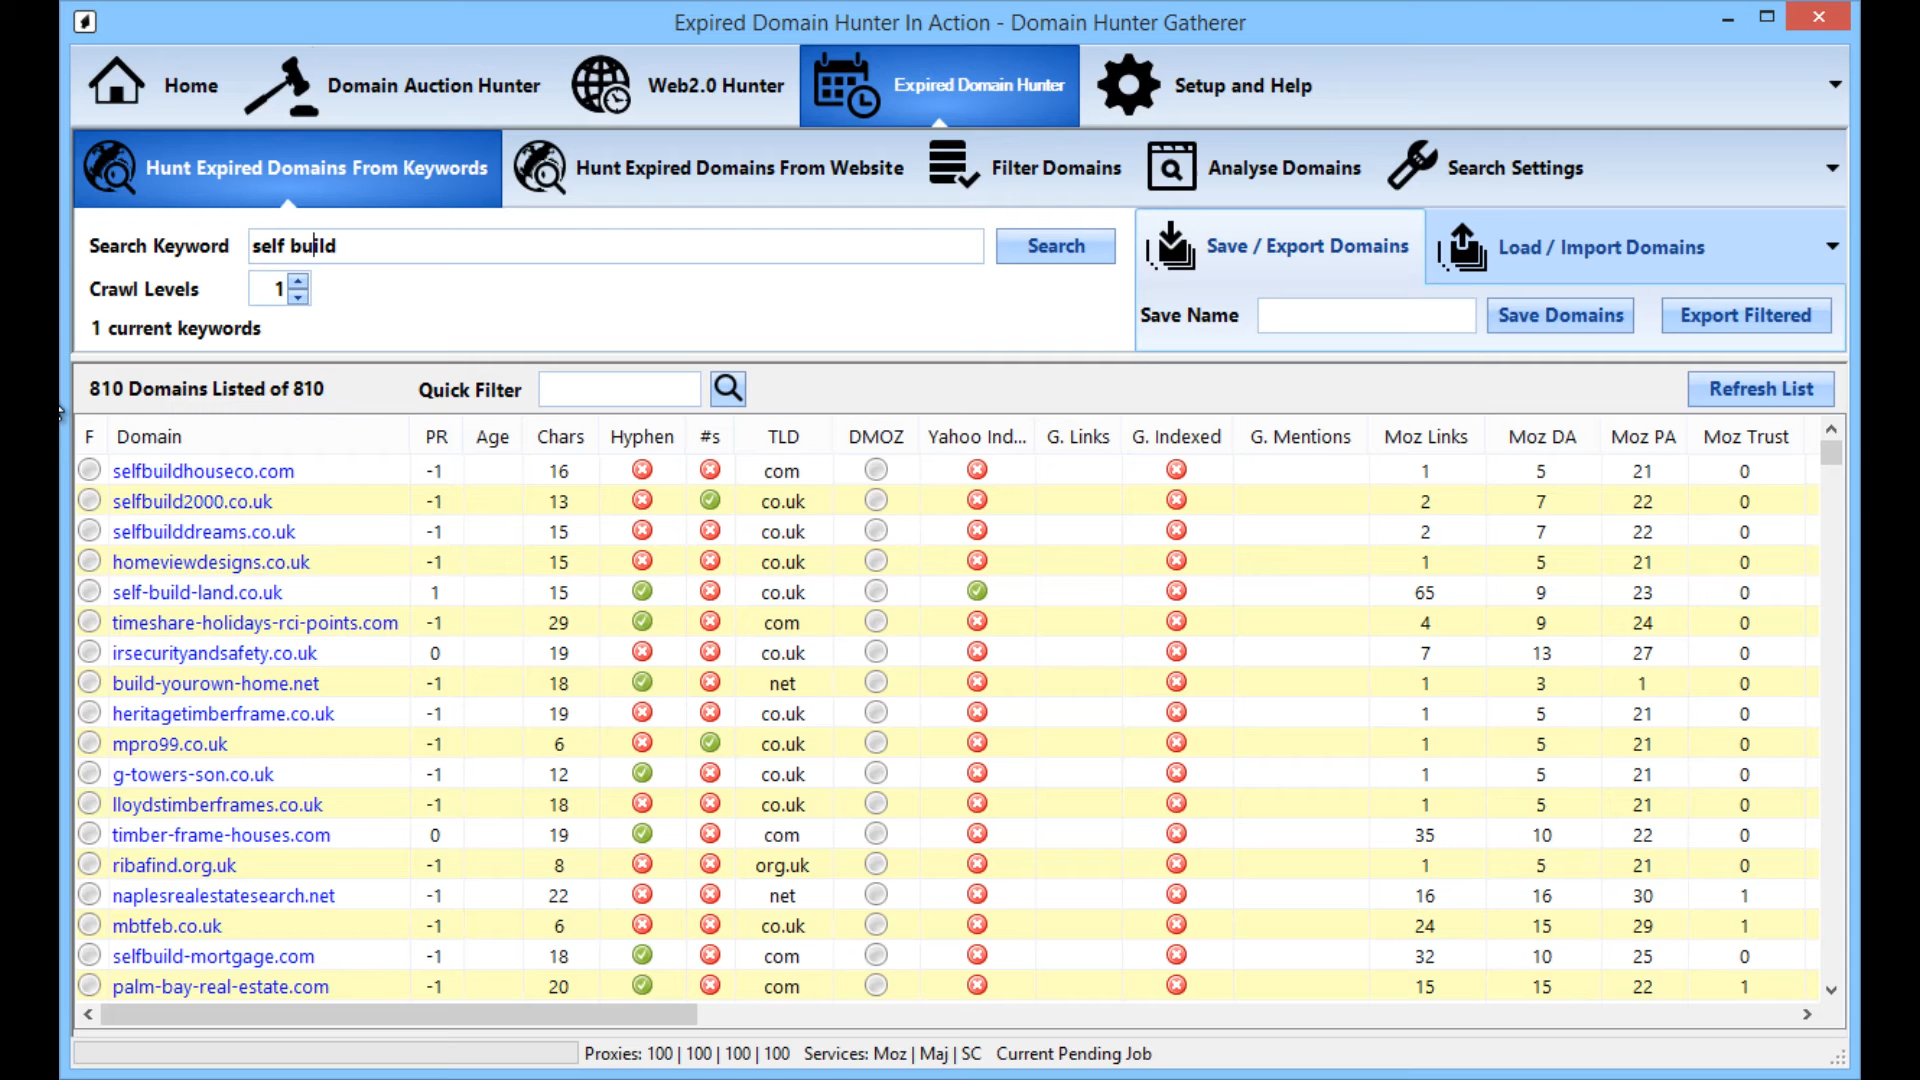 Expired Domain Hunter In Action - Domain Hunter Gatherer
Home Domain Auction Hunter Web2.0 Hunter Expired Domain Hunter Setup and Help
Hunt Expired Domains From Keywords Hunt Expired Domains From Website Filter Domains Analyse Domains Search Settings
Search Keyword self build Search
Save / Export Domains Load / Import Domains
Crawl Levels 1
Save Name Save Domains Export Filtered
1 current keywords
810 Domains Listed of 810 Quick Filter Refresh List
F Domain PR Age Chars Hyphen #s TLD DMOZ Yahoo Ind... G. Links G. Indexed G. Mentions Moz Links Moz DA Moz PA Moz Trust
selfbuildhouseco.com -1 16 com 1 5 21 0
selfbuild2000.co.uk -1 13 co.uk 2 7 22 0
selfbuilddreams.co.uk -1 15 co.uk 2 7 22 0
homeviewdesigns.co.uk -1 15 co.uk 1 5 21 0
self-build-land.co.uk 1 15 co.uk 65 9 23 0
timeshare-holidays-rci-points.com -1 29 com 4 9 24 0
irsecurityandsafety.co.uk 0 19 co.uk 7 13 27 0
build-yourown-home.net -1 18 net 1 3 1 0
heritagetimberframe.co.uk -1 19 co.uk 1 5 21 0
mpro99.co.uk -1 6 co.uk 1 5 21 0
g-towers-son.co.uk -1 12 co.uk 1 5 21 0
lloydstimberframes.co.uk -1 18 co.uk 1 5 21 0
timber-frame-houses.com 0 19 com 35 10 22 0
ribafind.org.uk -1 8 org.uk 1 5 21 0
naplesrealestatesearch.net -1 22 net 16 16 30 1
mbtfeb.co.uk -1 6 co.uk 24 15 29 1
selfbuild-mortgage.com -1 18 com 32 10 25 0
palm-bay-real-estate.com -1 20 com 15 15 22 1
Proxies: 100 | 100 | 100 | 100 Services: Moz | Maj | SC Current Pending Job